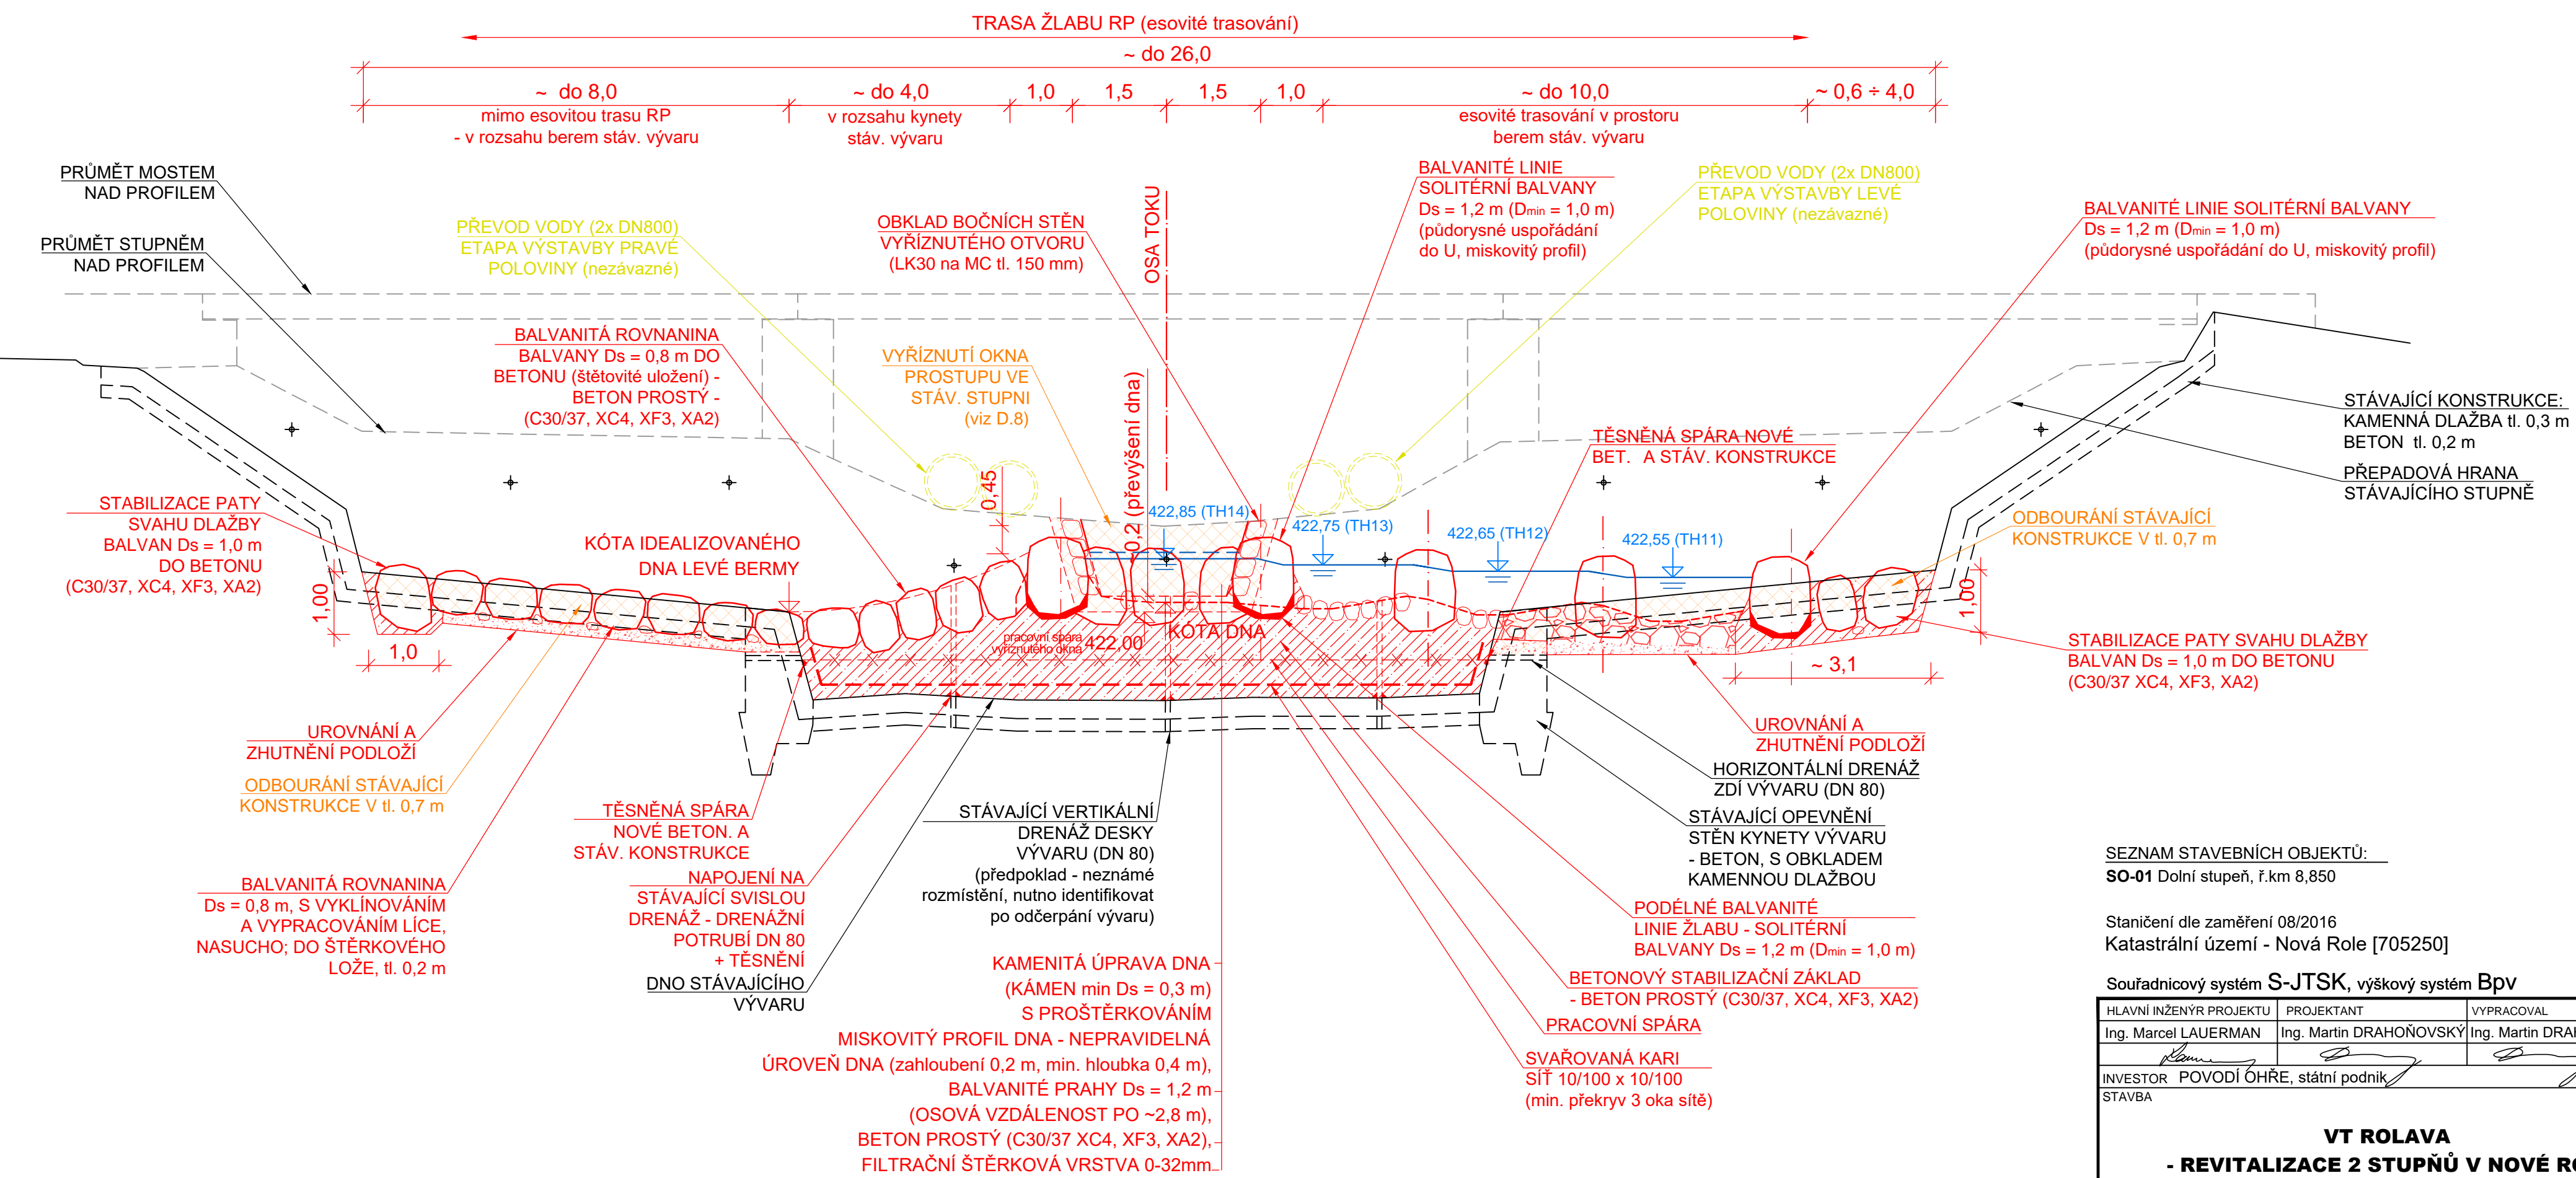 TRASA ŽLABU RP (esovité trasování)
~ do 26,0
~ do 8,0
mimo esovitou trasu RP
- v rozsahu berem stáv. vývaru
~ do 4,0
v rozsahu kynety
stáv. vývaru
1,0
1,5
1,5
1,0
~ do 10,0
esovité trasování v prostoru
berem stáv. vývaru
~ 0,6 ÷ 4,0
PRŮMĚT MOSTEM
NAD PROFILEM
PRŮMĚT STUPNĚM
NAD PROFILEM
PŘEVOD VODY (2x DN800)
ETAPA VÝSTAVBY PRAVÉ
POLOVINY (nezávazné)
OBKLAD BOČNÍCH STĚN
VYŘÍZNUTÉHO OTVORU
(LK30 na MC tl. 150 mm)
OSA TOKU
BALVANITÉ LINIE
SOLITÉRNÍ BALVANY
Ds = 1,2 m (Dmin = 1,0 m)
(půdorysné uspořádání
do U, miskovitý profil)
PŘEVOD VODY (2x DN800)
ETAPA VÝSTAVBY LEVÉ
POLOVINY (nezávazné)
BALVANITÉ LINIE SOLITÉRNÍ BALVANY
Ds = 1,2 m (Dmin = 1,0 m)
(půdorysné uspořádání do U, miskovitý profil)
BALVANITÁ ROVNANINA
BALVANY Ds = 0,8 m DO
BETONU (štětovité uložení) -
BETON PROSTÝ -
(C30/37, XC4, XF3, XA2)
VYŘÍZNUTÍ OKNA
PROSTUPU VE
STÁV. STUPNI
(viz D.8)
0,2 (převýšení dna)
0,45
TĚSNĚNÁ SPÁRA NOVÉ
BET. A STÁV. KONSTRUKCE
STÁVAJÍCÍ KONSTRUKCE:
KAMENNÁ DLAŽBA tl. 0,3 m
BETON tl. 0,2 m
PŘEPADOVÁ HRANA
STÁVAJÍCÍHO STUPNĚ
STABILIZACE PATY
SVAHU DLAŽBY
BALVAN Ds = 1,0 m
DO BETONU
(C30/37, XC4, XF3, XA2)
KÓTA IDEALIZOVANÉHO
DNA LEVÉ BERMY
422,85 (TH14)
422,75 (TH13)
422,65 (TH12)
422,55 (TH11)
ODBOURÁNÍ STÁVAJÍCÍ
KONSTRUKCE V tl. 0,7 m
1,00
1,0
pracovní spára
vyříznutého okna
422,00
KÓTA DNA
1,00
~ 3,1
STABILIZACE PATY SVAHU DLAŽBY
BALVAN Ds = 1,0 m DO BETONU
(C30/37 XC4, XF3, XA2)
UROVNÁNÍ A
ZHUTNĚNÍ PODLOŽÍ
ODBOURÁNÍ STÁVAJÍCÍ
KONSTRUKCE V tl. 0,7 m
BALVANITÁ ROVNANINA
Ds = 0,8 m, S VYKLÍNOVÁNÍM
A VYPRACOVÁNÍM LÍCE,
NASUCHO; DO ŠTĚRKOVÉHO
LOŽE, tl. 0,2 m
TĚSNĚNÁ SPÁRA
NOVÉ BETON. A
STÁV. KONSTRUKCE
NAPOJENÍ NA
STÁVAJÍCÍ SVISLOU
DRENÁŽ - DRENÁŽNÍ
POTRUBÍ DN 80
+ TĚSNĚNÍ
DNO STÁVAJÍCÍHO
VÝVARU
STÁVAJÍCÍ VERTIKÁLNÍ
DRENÁŽ DESKY
VÝVARU (DN 80)
(předpoklad - neznámé
rozmístění, nutno identifikovat
po odčerpání vývaru)
KAMENITÁ ÚPRAVA DNA
(KÁMEN min Ds = 0,3 m)
S PROŠTĚRKOVÁNÍM
MISKOVITÝ PROFIL DNA - NEPRAVIDELNÁ
ÚROVEŇ DNA (zahloubení 0,2 m, min. hloubka 0,4 m),
BALVANITÉ PRAHY Ds = 1,2 m
(OSOVÁ VZDÁLENOST PO ~2,8 m),
BETON PROSTÝ (C30/37 XC4, XF3, XA2),
FILTRAČNÍ ŠTĚRKOVÁ VRSTVA 0-32mm
UROVNÁNÍ A
ZHUTNĚNÍ PODLOŽÍ
HORIZONTÁLNÍ DRENÁŽ
ZDÍ VÝVARU (DN 80)
STÁVAJÍCÍ OPEVNĚNÍ
STĚN KYNETY VÝVARU
- BETON, S OBKLADEM
KAMENNOU DLAŽBOU
PODÉLNÉ BALVANITÉ
LINIE ŽLABU - SOLITÉRNÍ
BALVANY Ds = 1,2 m (Dmin = 1,0 m)
BETONOVÝ STABILIZAČNÍ ZÁKLAD
- BETON PROSTÝ (C30/37, XC4, XF3, XA2)
PRACOVNÍ SPÁRA
SVAŘOVANÁ KARI
SÍŤ 10/100 x 10/100
(min. překryv 3 oka sítě)
SEZNAM STAVEBNÍCH OBJEKTŮ:
SO-01 Dolní stupeň, ř.km 8,850
Staničení dle zaměření 08/2016
Katastrální území - Nová Role [705250]
Souřadnicový systém S-JTSK, výškový systém Bpv
HLAVNÍ INŽENÝR PROJEKTU PROJEKTANT VYPRACOVAL
Ing. Marcel LAUERMAN Ing. Martin DRAHOŇOVSKÝ Ing. Martin DRAH
INVESTOR POVODÍ OHŘE, státní podnik
STAVBA
VT ROLAVA
- REVITALIZACE 2 STUPŇŮ V NOVÉ RO